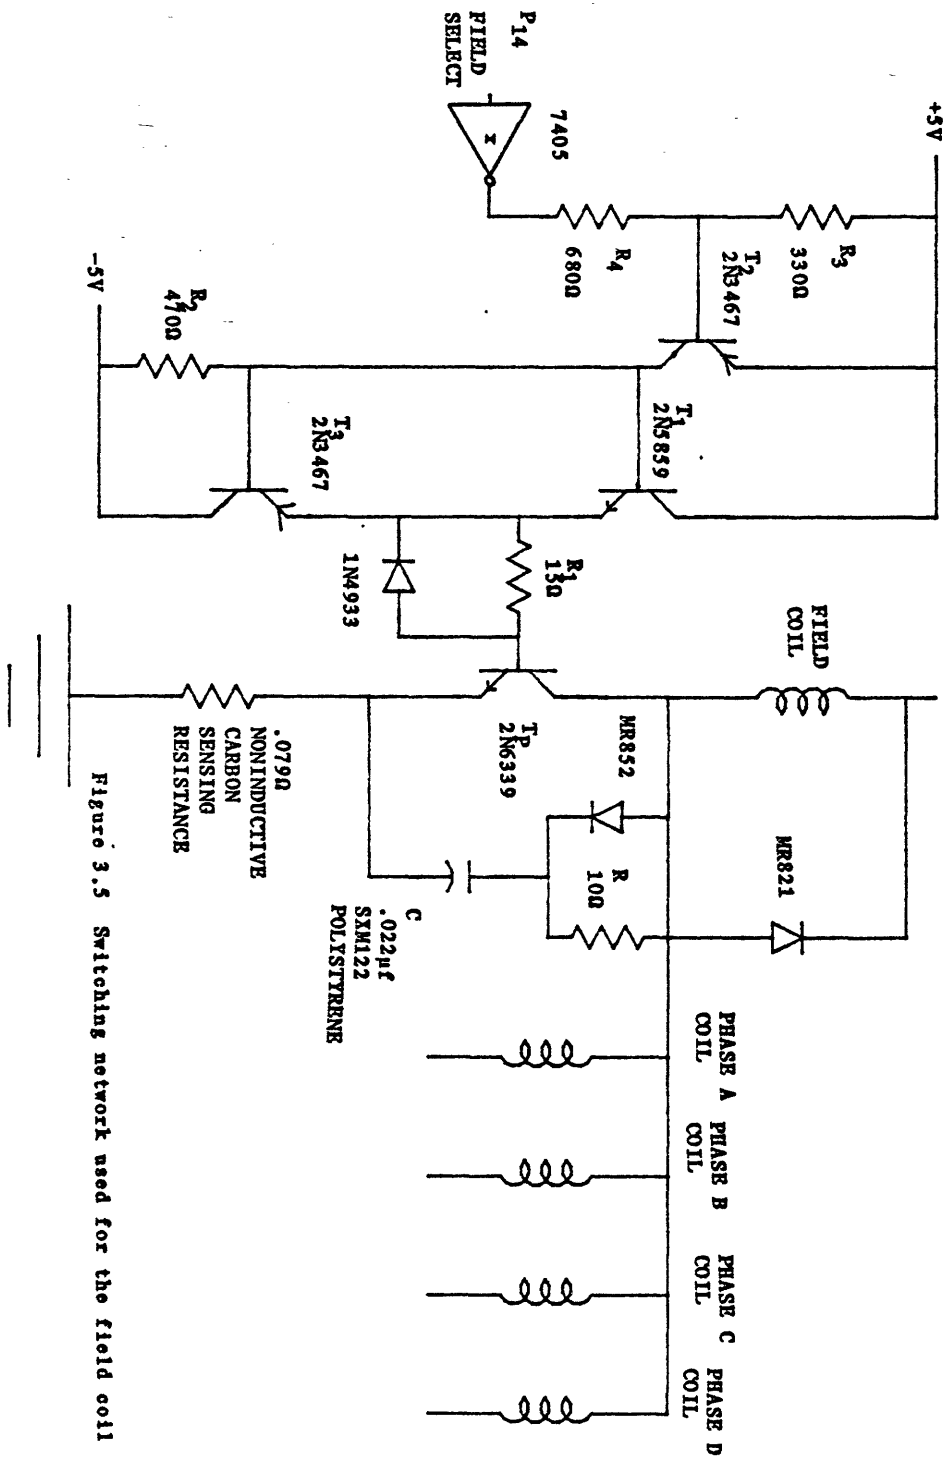 +5V
R3
330Ω
T2
2N3467
R4
680Ω
7405
x
P14
FIELD
SELECT
T1
2N5859
T3
2N3467
R2
470Ω
-5V
R1
15Ω
1N4933
FIELD
COIL
TP
2N6339
MR852
MR821
R
10Ω
C
.022μf
SXM122
POLYSTYRENE
.079Ω
NONINDUCTIVE
CARBON
SENSING
RESISTANCE
PHASE A
COIL
PHASE B
COIL
PHASE C
COIL
PHASE D
COIL
Figure 3.5 Switching network used for the field coil